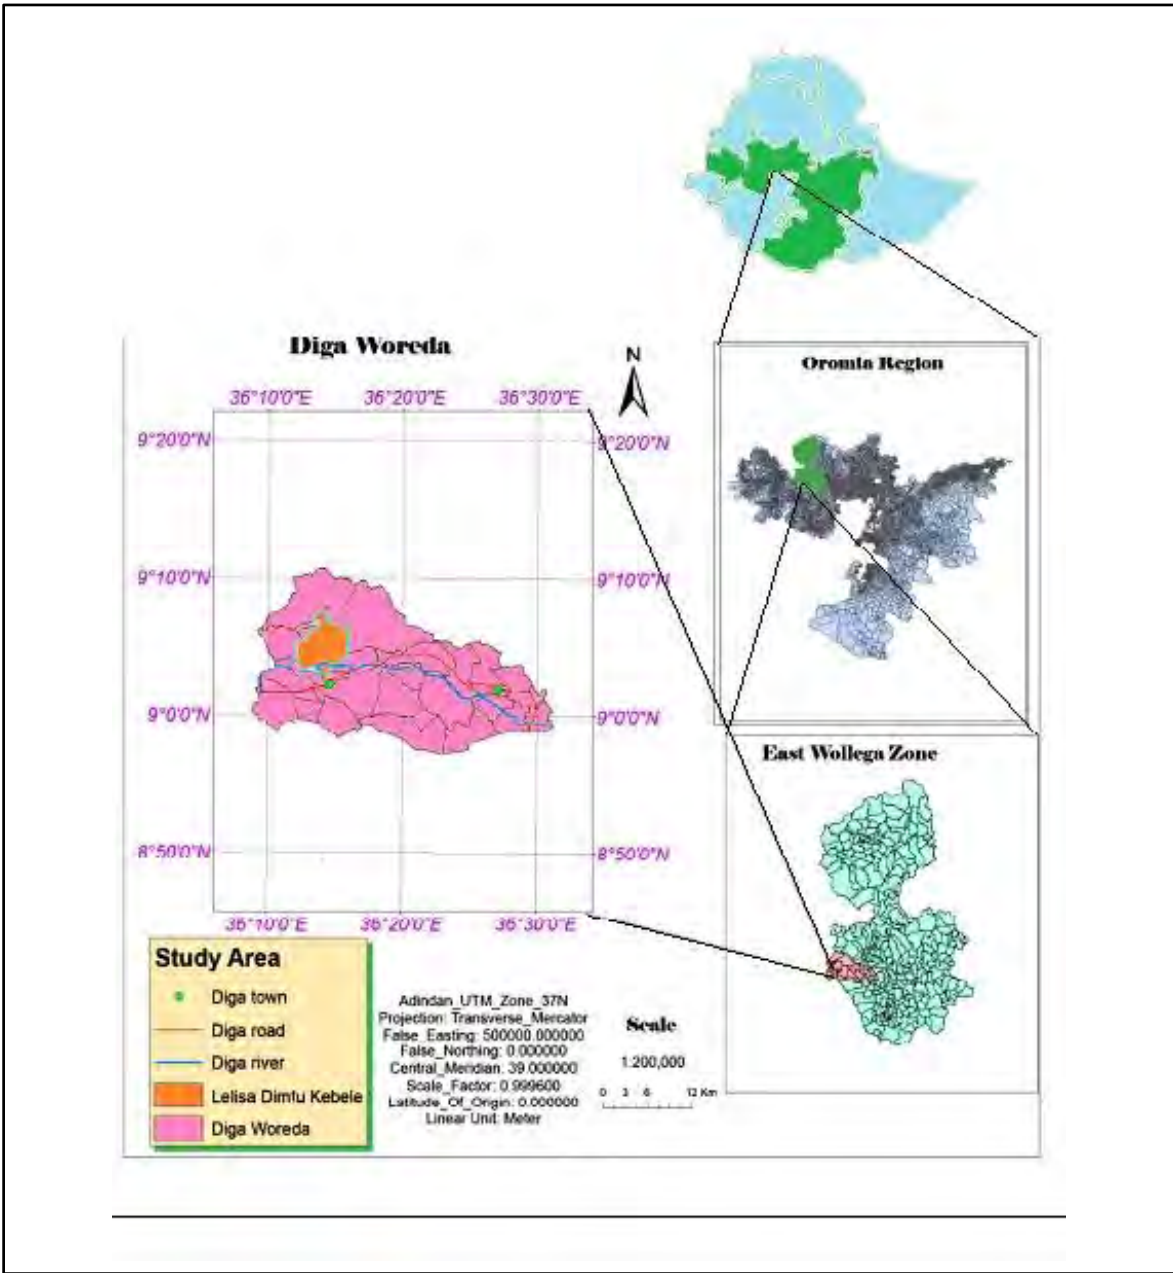 Diga Woreda
N
Oromia Region
36°10'0"E 36°20'0"E 36°30'0"E
9°20'0"N 9°20'0"N
9°10'0"N 9°10'0"N
9°0'0"N 9°0'0"N
8°50'0"N 8°50'0"N
36°10'0"E 36°20'0"E 36°30'0"E
East Wollega Zone
Study Area
Diga town
Diga road
Diga river
Lelisa Dimtu Kebele
Diga Woreda
Adindan_UTM_Zone_37N
Projection: Transverse_Mercator
False_Easting: 500000.000000
False_Northing: 0.000000
Central_Meridian: 39.000000
Scale_Factor: 0.999600
Latitude_Of_Origin: 0.000000
Linear Unit: Meter
Scale
1:200,000
0 3 6 12 Km